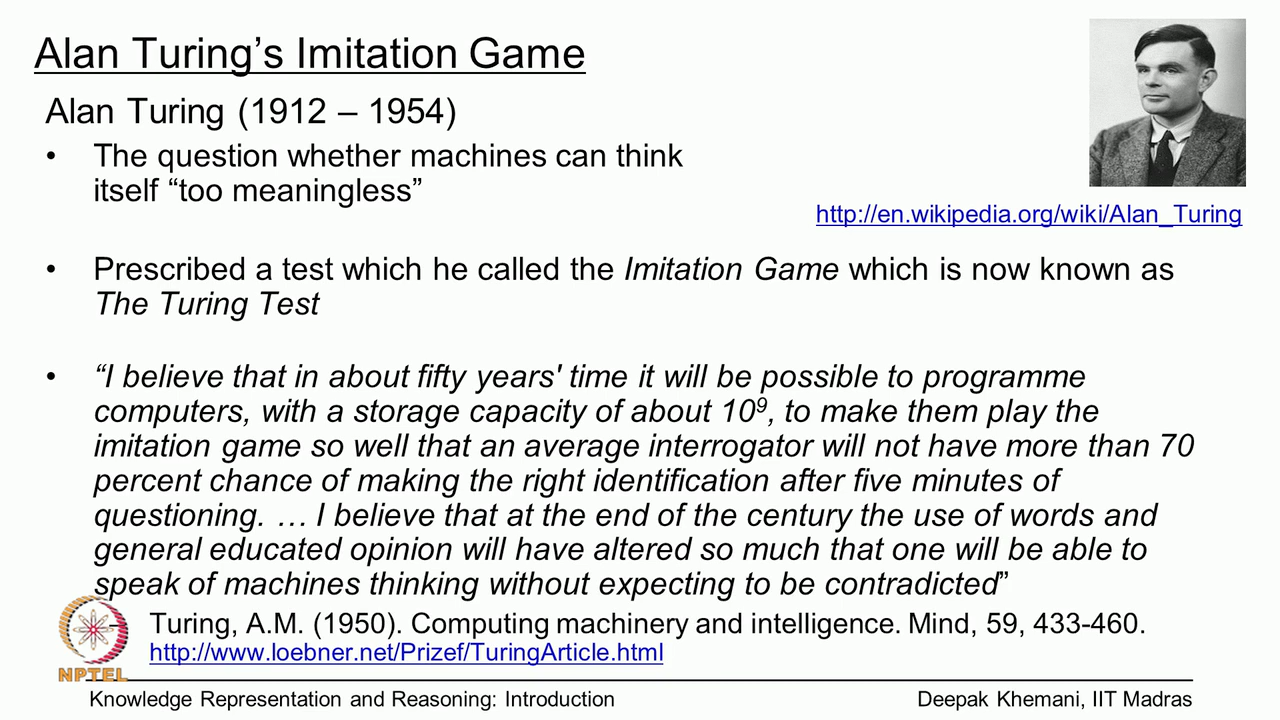 Alan Turing’s Imitation Game
Alan Turing (1912 – 1954)
• The question whether machines can think
itself “too meaningless”
http://en.wikipedia.org/wiki/Alan_Turing
• Prescribed a test which he called the Imitation Game which is now known as
The Turing Test
• “I believe that in about fifty years' time it will be possible to programme
computers, with a storage capacity of about 10⁹, to make them play the
imitation game so well that an average interrogator will not have more than 70
percent chance of making the right identification after five minutes of
questioning. … I believe that at the end of the century the use of words and
general educated opinion will have altered so much that one will be able to
speak of machines thinking without expecting to be contradicted”
Turing, A.M. (1950). Computing machinery and intelligence. Mind, 59, 433-460.
http://www.loebner.net/Prizef/TuringArticle.html
NPTEL
Knowledge Representation and Reasoning: Introduction
Deepak Khemani, IIT Madras